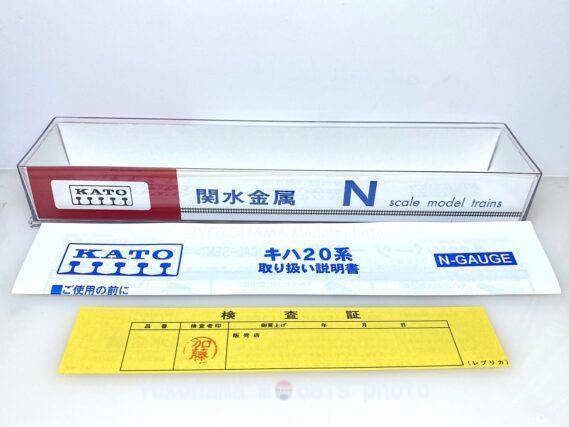 KATO
関水金属 N scale model trains
©YOKOHAMA Models photo
KATO
キハ20系
取り扱い説明書
N-GAUGE
■ご使用の前に
検査証
品番 検査者印 御買上げ 年 月 日
加藤
販売店
(レプリカ)
Yokohama Models photo